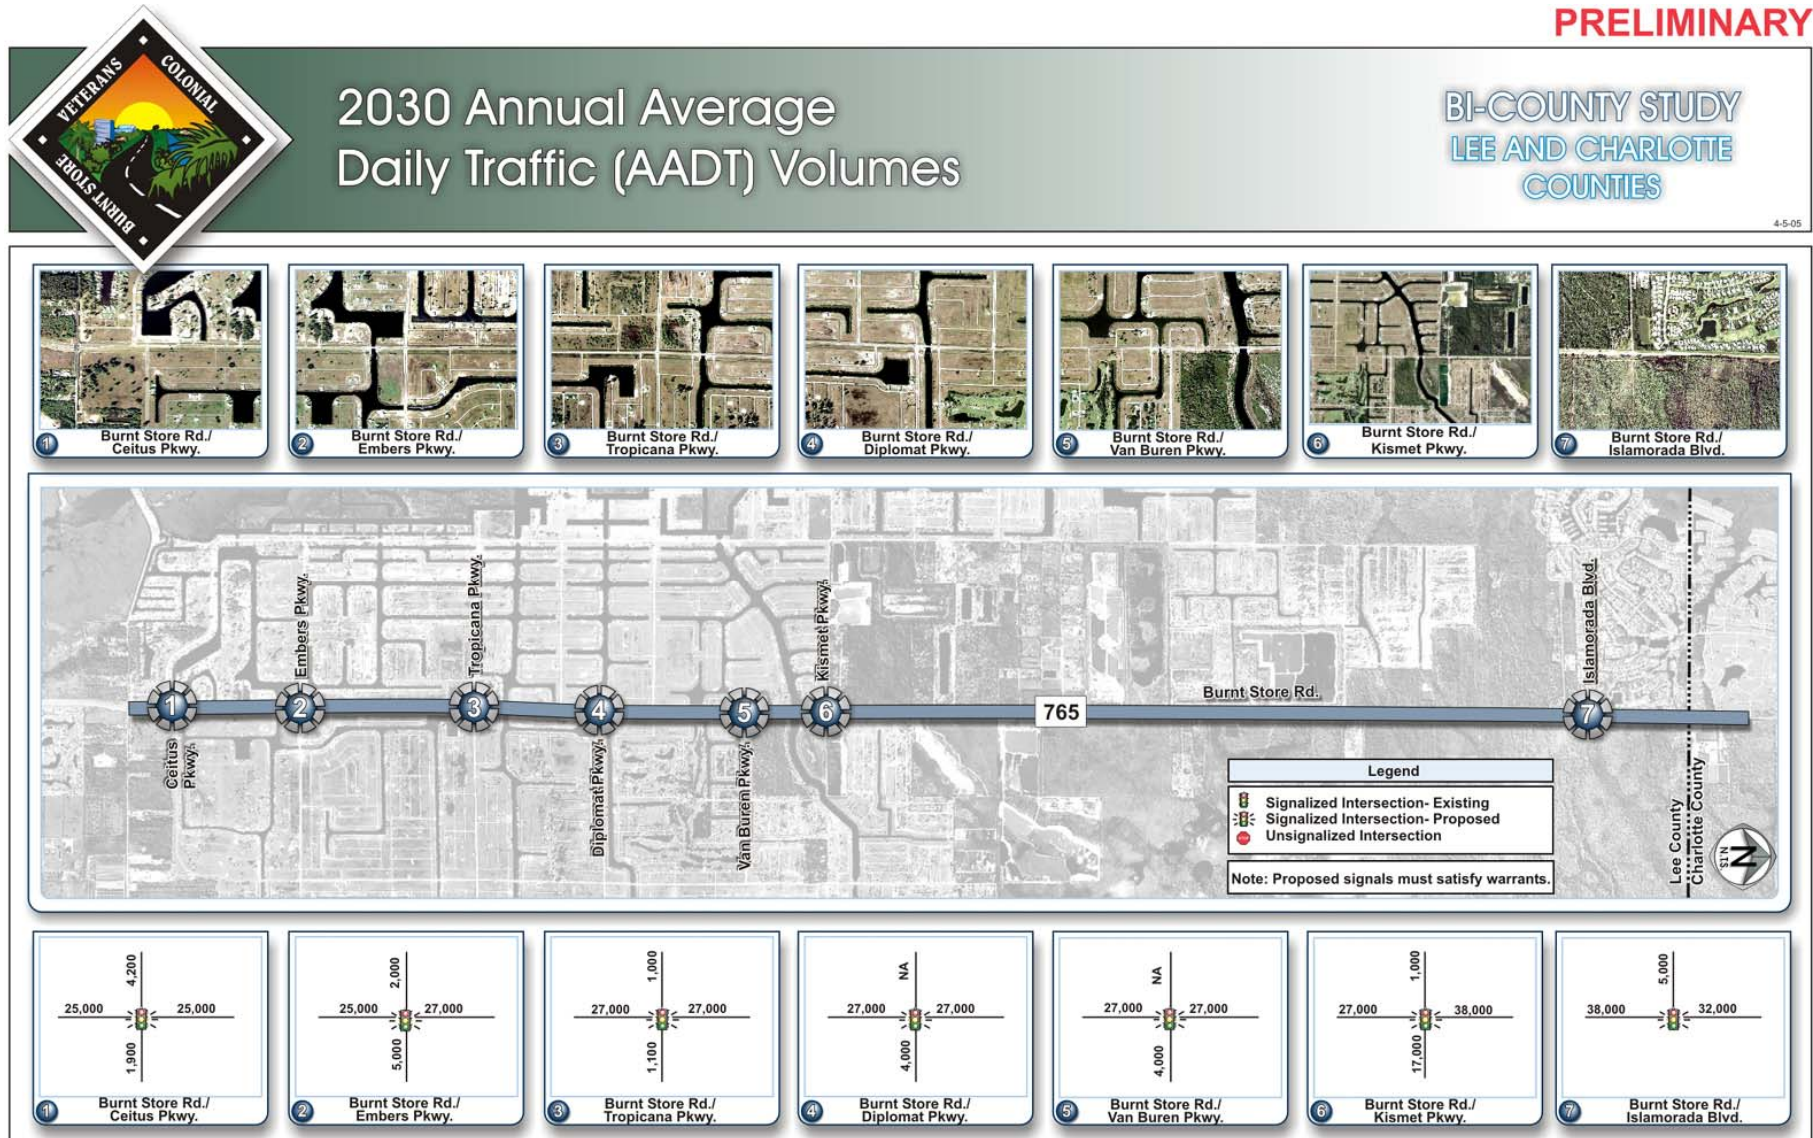 PRELIMINARY
VETERANS
COLONIAL
BURNT STORE
2030 Annual Average
Daily Traffic (AADT) Volumes
BI-COUNTY STUDY
LEE AND CHARLOTTE
COUNTIES
4-5-05
1
Burnt Store Rd./
Ceitus Pkwy.
2
Burnt Store Rd./
Embers Pkwy.
3
Burnt Store Rd./
Tropicana Pkwy.
4
Burnt Store Rd./
Diplomat Pkwy.
5
Burnt Store Rd./
Van Buren Pkwy.
6
Burnt Store Rd./
Kismet Pkwy.
7
Burnt Store Rd./
Islamorada Blvd.
Embers Pkwy.
Tropicana Pkwy.
Kismet Pkwy.
Islamorada Blvd.
Burnt Store Rd.
1
2
3
4
5
6
765
7
Ceitus
Pkwy.
Diplomat Pkwy.
Van Buren Pkwy.
Legend
Signalized Intersection- Existing
Signalized Intersection- Proposed
Unsignalized Intersection
Note: Proposed signals must satisfy warrants.
Lee County
Charlotte County
N
N.T.S
4,200
25,000
25,000
1,900
1
Burnt Store Rd./
Ceitus Pkwy.
2,000
25,000
27,000
5,000
2
Burnt Store Rd./
Embers Pkwy.
1,000
27,000
27,000
1,100
3
Burnt Store Rd./
Tropicana Pkwy.
NA
27,000
27,000
4,000
4
Burnt Store Rd./
Diplomat Pkwy.
NA
27,000
27,000
4,000
5
Burnt Store Rd./
Van Buren Pkwy.
1,000
27,000
38,000
17,000
6
Burnt Store Rd./
Kismet Pkwy.
5,000
38,000
32,000
7
Burnt Store Rd./
Islamorada Blvd.